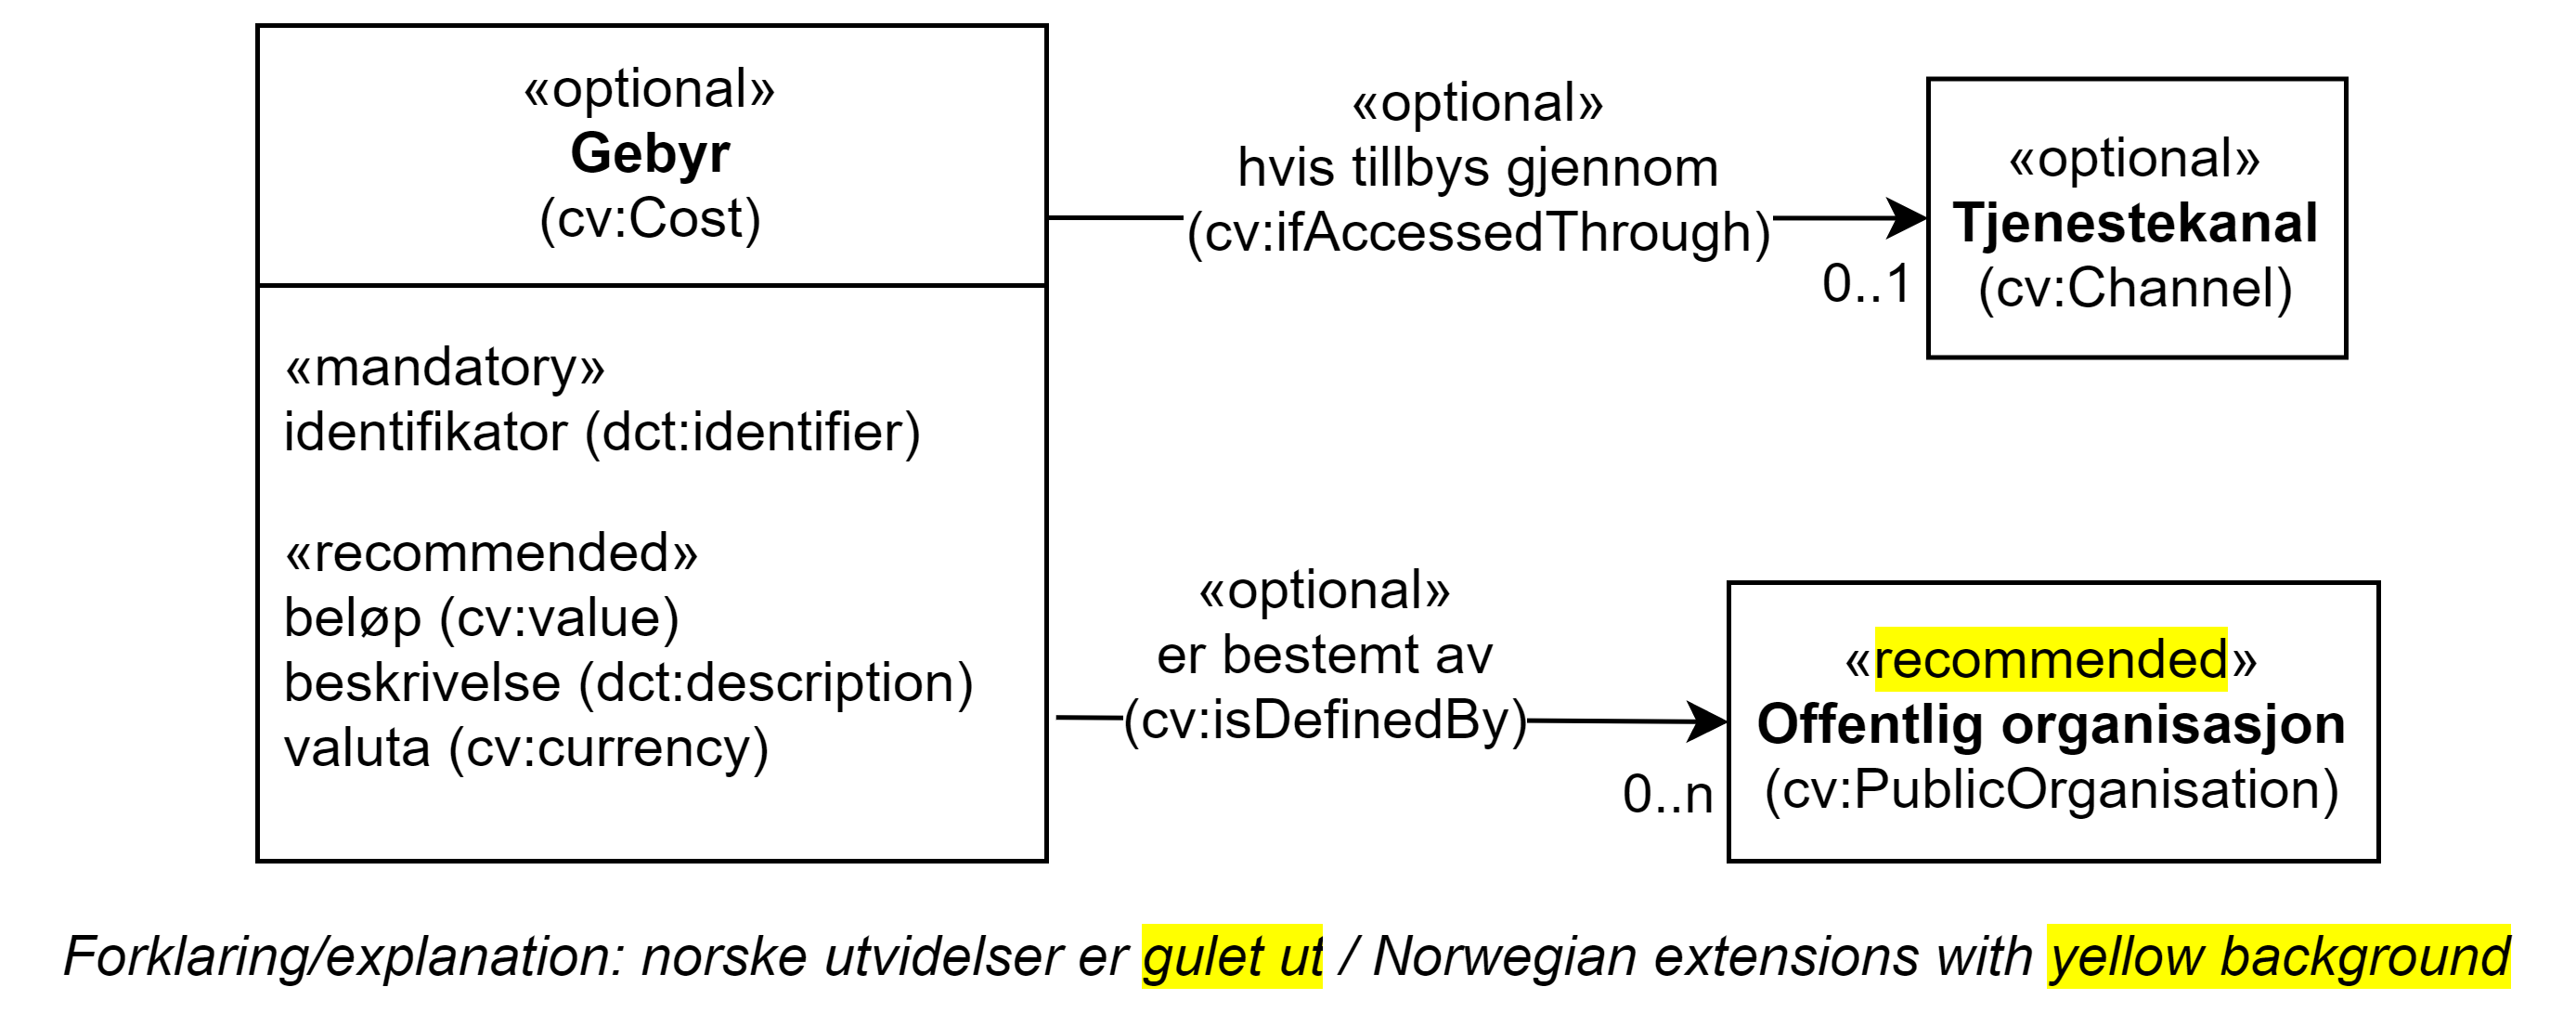 «optional»
Gebyr
(cv:Cost)
«mandatory»
identifikator (dct:identifier)
«recommended»
beløp (cv:value)
beskrivelse (dct:description)
valuta (cv:currency)
«optional»
hvis tillbys gjennom
(cv:ifAccessedThrough)
0..1
«optional»
Tjenestekanal
(cv:Channel)
«optional»
er bestemt av
(cv:isDefinedBy)
0..n
«recommended»
Offentlig organisasjon
(cv:PublicOrganisation)
Forklaring/explanation: norske utvidelser er gulet ut / Norwegian extensions with yellow background